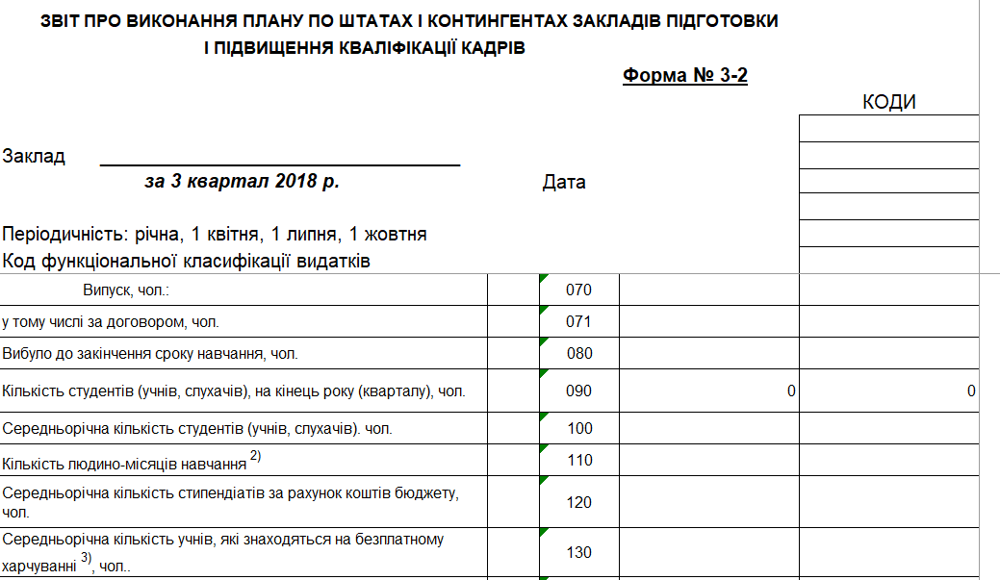 ЗВІТ ПРО ВИКОНАННЯ ПЛАНУ ПО ШТАТАХ І КОНТИНГЕНТАХ ЗАКЛАДІВ ПІДГОТОВКИ
І ПІДВИЩЕННЯ КВАЛІФІКАЦІЇ КАДРІВ
Форма № 3-2
КОДИ
Заклад
за 3 квартал 2018 р.
Дата
Періодичність: річна, 1 квітня, 1 липня, 1 жовтня
Код функціональної класифікації видатків
Випуск, чол.: 070
у тому числі за договором, чол. 071
Вибуло до закінчення сроку навчання, чол. 080
Кількість студентів (учнів, слухачів), на кінець року (кварталу), чол. 090 0 0
Середньорічна кількість студентів (учнів, слухачів). чол. 100
Кількість людино-місяців навчання 2) 110
Середньорічна кількість стипендіатів за рахунок коштів бюджету,
чол. 120
Середньорічна кількість учнів, які знаходяться на безплатному
харчуванні 3), чол.. 130